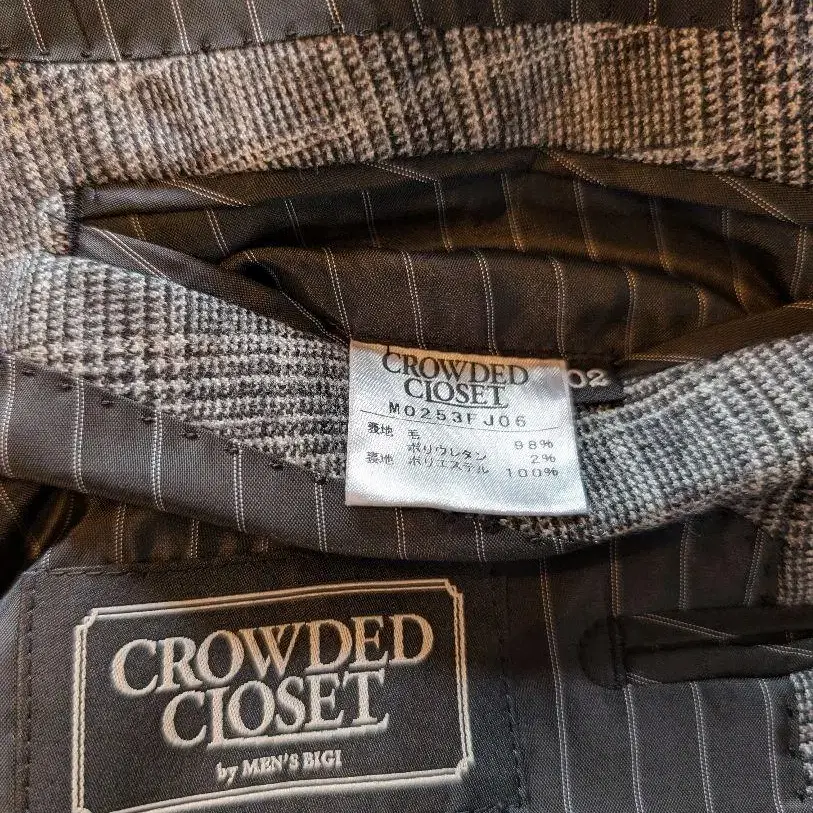 CROWDED
CLOSET
02
M0253FJ06
表地 毛 98%
ポリウレタン 2%
裏地 ポリエステル 100%
CROWDED
CLOSET
by MEN'S BIGI